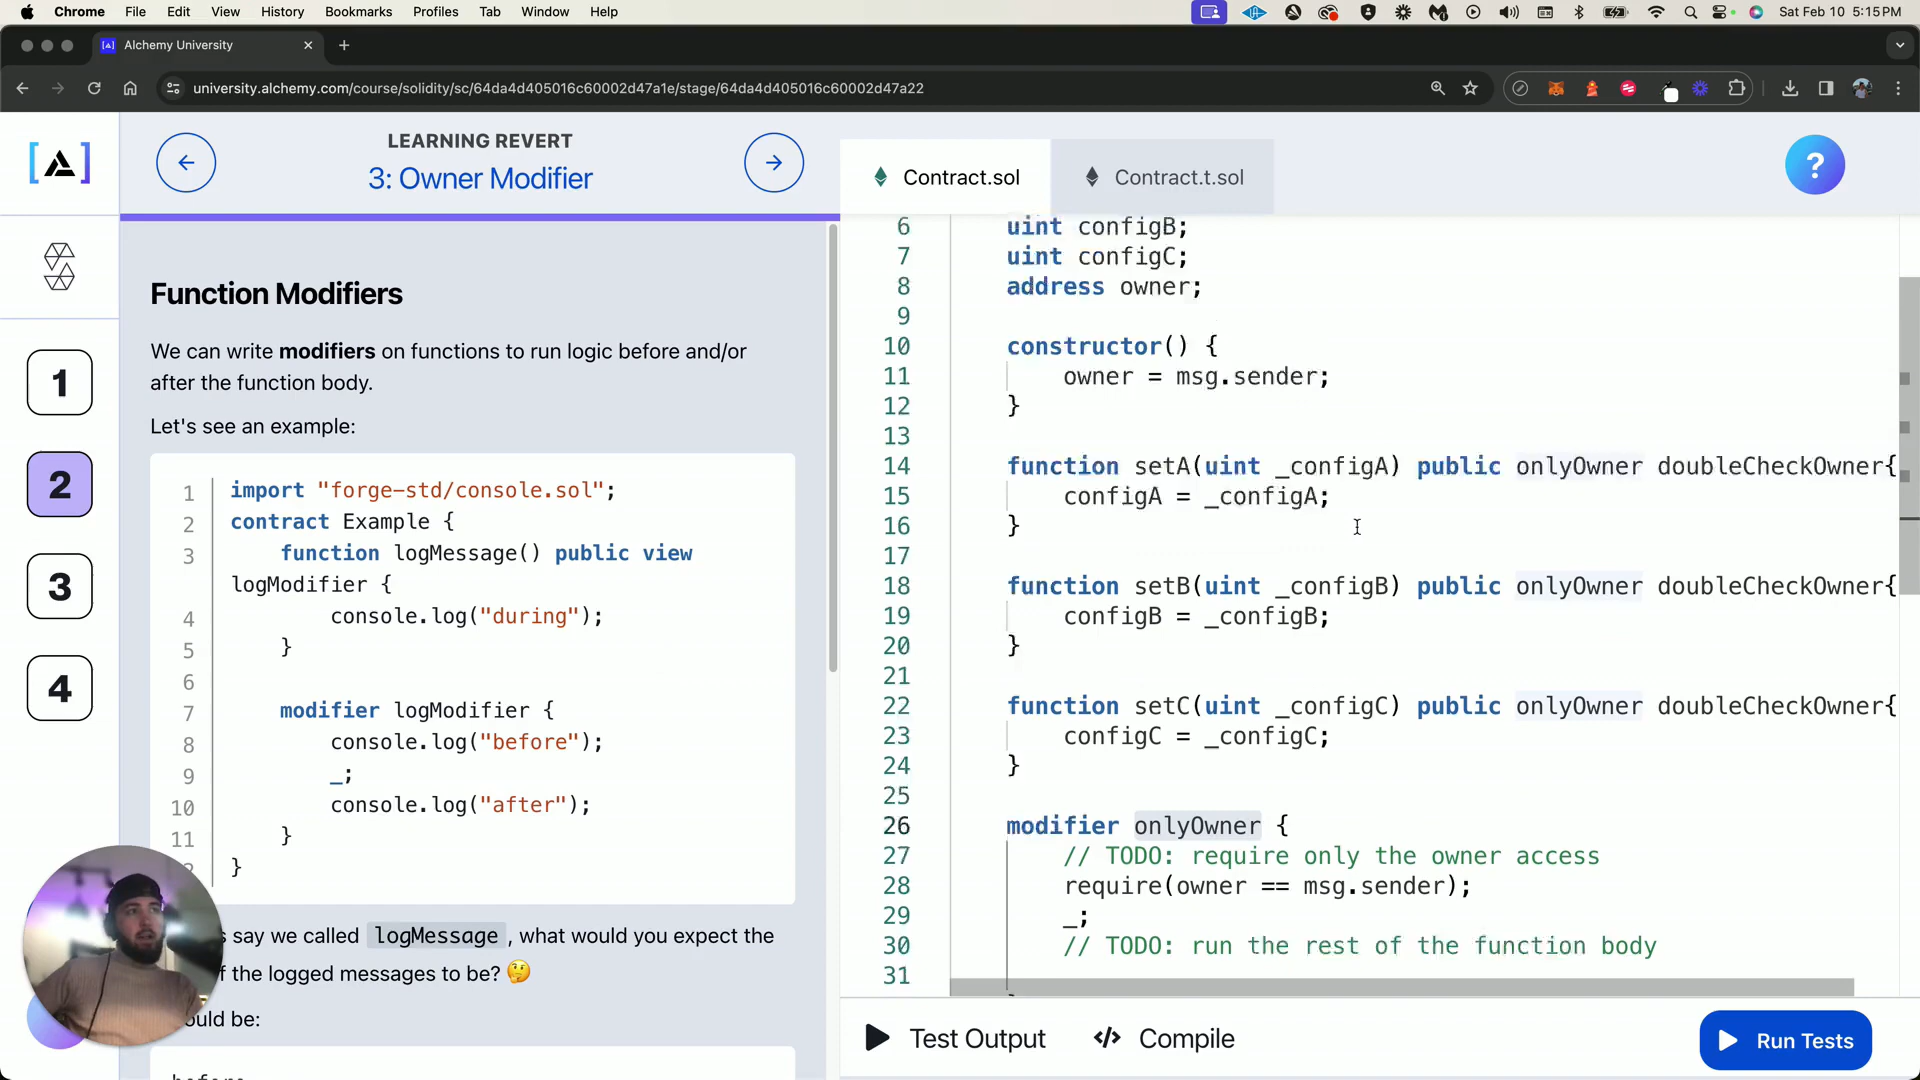 Chrome File Edit View History Bookmarks Profiles Tab Window Help Sat Feb 10 5:15 PM
Alchemy University
university.alchemy.com/course/solidity/sc/64da4d405016c60002d47a1e/stage/64da4d405016c60002d47a22
LEARNING REVERT
3: Owner Modifier
1
2
3
4
Function Modifiers
We can write modifiers on functions to run logic before and/or
after the function body.
Let's see an example:
1 import "forge-std/console.sol";
2 contract Example {
3 function logMessage() public view
logModifier {
4 console.log("during");
5 }
6
7 modifier logModifier {
8 console.log("before");
9 _;
10 console.log("after");
11 }
}
s say we called logMessage , what would you expect the
f the logged messages to be? 🤔
ould be:
Contract.sol Contract.t.sol
?
6 uint configB;
7 uint configC;
8 address owner;
9
10 constructor() {
11 owner = msg.sender;
12 }
13
14 function setA(uint _configA) public onlyOwner doubleCheckOwner{
15 configA = _configA;
16 }
17
18 function setB(uint _configB) public onlyOwner doubleCheckOwner{
19 configB = _configB;
20 }
21
22 function setC(uint _configC) public onlyOwner doubleCheckOwner{
23 configC = _configC;
24 }
25
26 modifier onlyOwner {
27 // TODO: require only the owner access
28 require(owner == msg.sender);
29 _;
30 // TODO: run the rest of the function body
31
Test Output </> Compile Run Tests